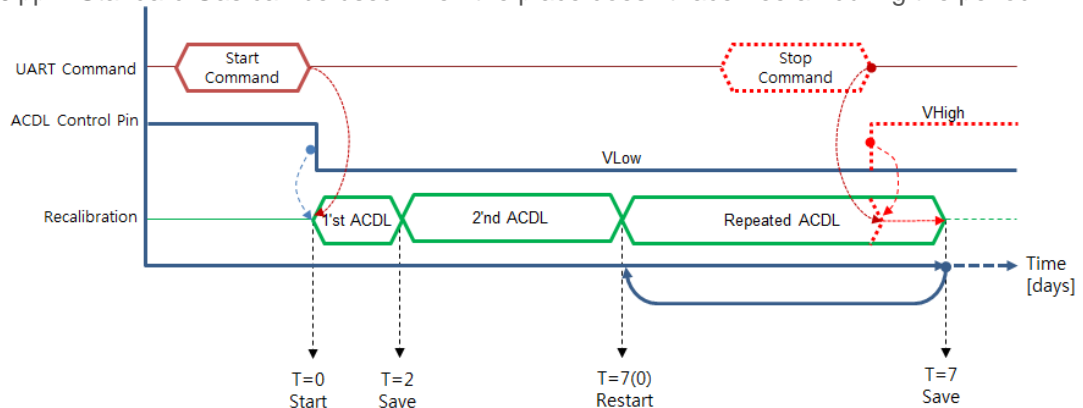 Start
Command
Stop
Command
UART Command
ACDL Control Pin
VHigh
VLow
Recalibration
1'st ACDL
2'nd ACDL
Repeated ACDL
Time
[days]
T=0
Start
T=2
Save
T=7(0)
Restart
T=7
Save